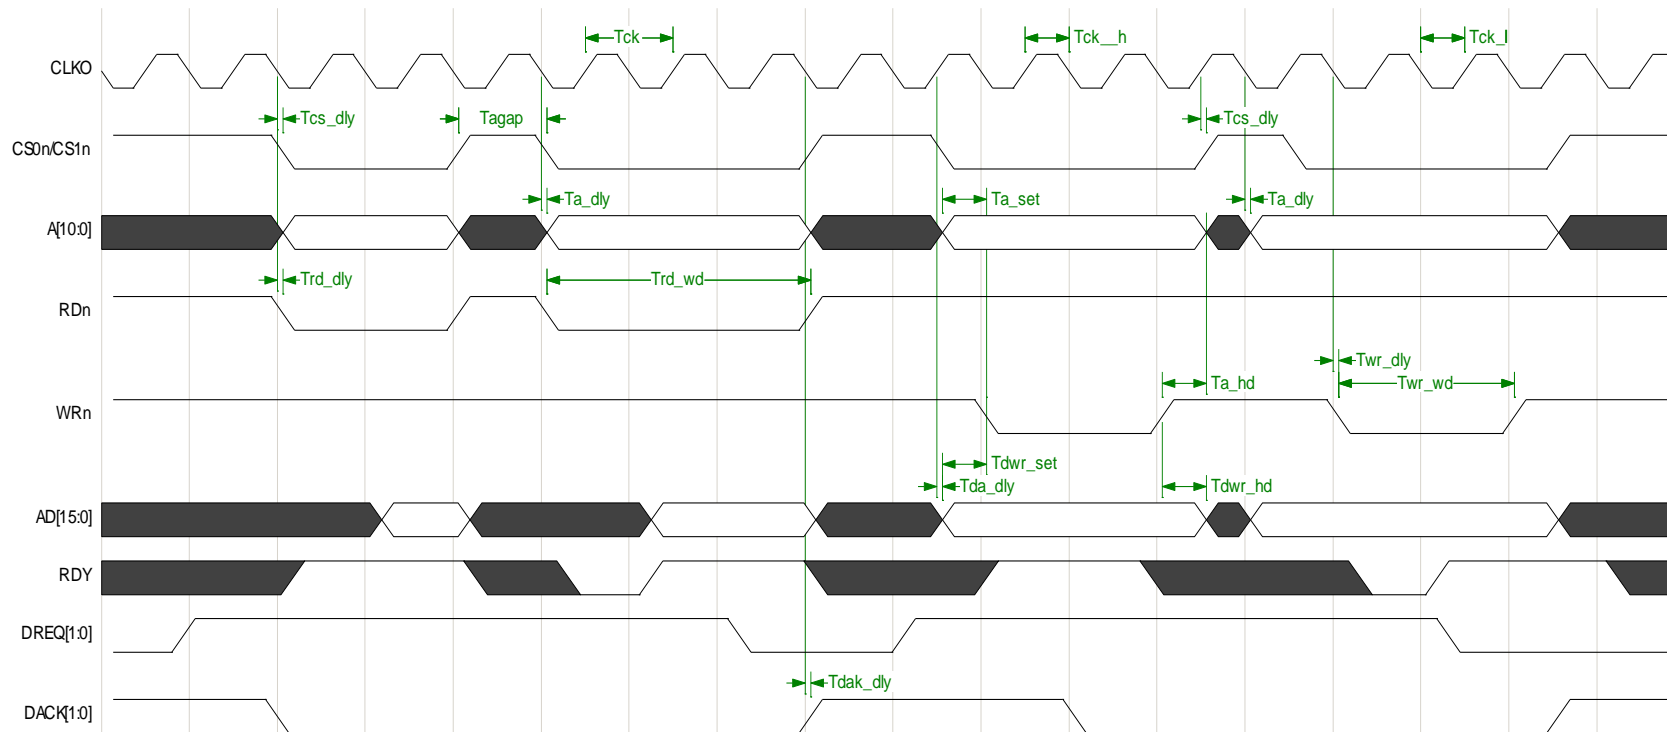 Tck
Tck__h
Tck_l
CLKO
Tcs_dly
Tagap
Tcs_dly
CS0n/CS1n
Ta_dly
Ta_set
Ta_dly
A[10:0]
Trd_dly
Trd_wd
RDn
Twr_dly
Ta_hd
Twr_wd
WRn
Tdwr_set
Tda_dly
Tdwr_hd
AD[15:0]
RDY
DREQ[1:0]
Tdak_dly
DACK[1:0]